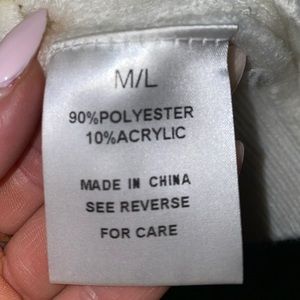 M/L
90%POLYESTER
10%ACRYLIC
MADE IN CHINA
SEE REVERSE
FOR CARE